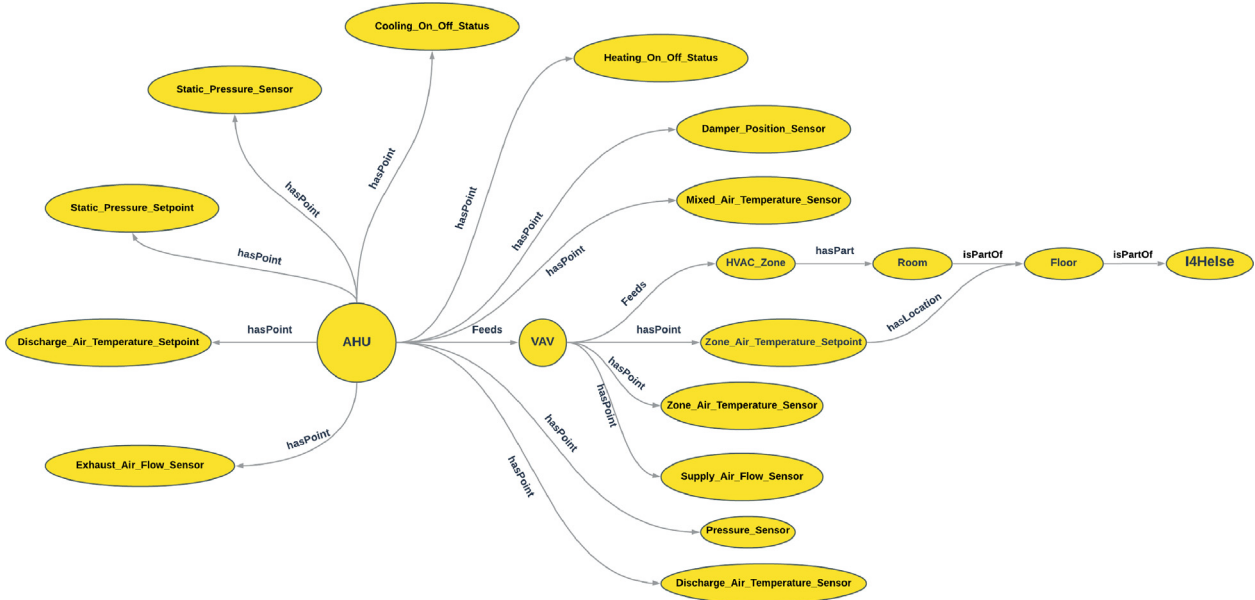 Cooling_On_Off_Status
Heating_On_Off_Status
Static_Pressure_Sensor
Damper_Position_Sensor
hasPoint
hasPoint
hasPoint
Static_Pressure_Setpoint
hasPoint
hasPoint
Mixed_Air_Temperature_Sensor
hasPoint
hasPoint
HVAC_Zone
hasPart
Room
isPartOf
Floor
isPartOf
I4Helse
Feeds
hasLocation
Discharge_Air_Temperature_Setpoint
hasPoint
AHU
Feeds
VAV
hasPoint
Zone_Air_Temperature_Setpoint
hasPoint
hasPoint
Zone_Air_Temperature_Sensor
hasPoint
Exhaust_Air_Flow_Sensor
hasPoint
hasPoint
Supply_Air_Flow_Sensor
Pressure_Sensor
Discharge_Air_Temperature_Sensor